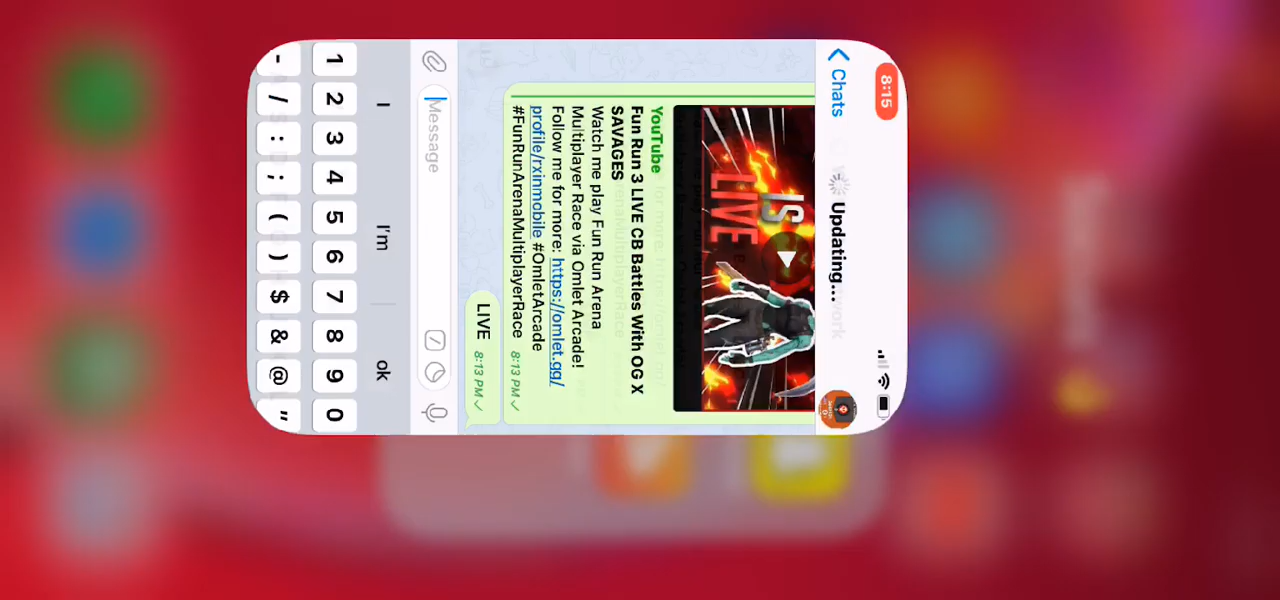 8:15
Chats
Updating...
IS
LIVE
YouTube
Fun Run 3 LIVE CB Battles With OG X
SAVAGES
Watch me play Fun Run Arena
Multiplayer Race via Omlet Arcade!
Follow me for more: https://omlet.gg/
profile/rxinmobile #OmletArcade
#FunRunArenaMultiplayerRace 8:13 PM
LIVE 8:13 PM
Message
I I'm ok
1 2 3 4 5 6 7 8 9 0
- / : ; ( ) $ & @ "